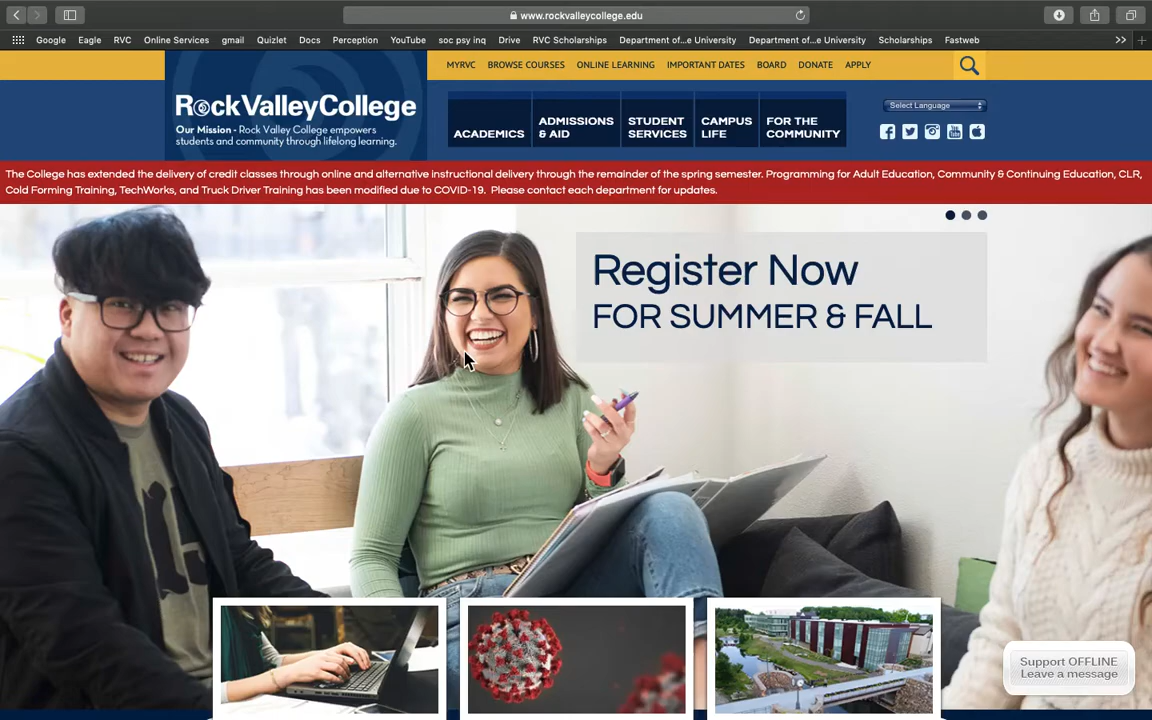 www.rockvalleycollege.edu
Google Eagle RVC Online Services gmail Quizlet Docs Perception YouTube soc psy inq Drive RVC Scholarships Department of...e University Department of...e University Scholarships Fastweb >>
MYRVC BROWSE COURSES ONLINE LEARNING IMPORTANT DATES BOARD DONATE APPLY
RockValleyCollege
Our Mission - Rock Valley College empowers
students and community through lifelong learning.
ACADEMICS
ADMISSIONS
& AID
STUDENT
SERVICES
CAMPUS
LIFE
FOR THE
COMMUNITY
Select Language
You
Tube
The College has extended the delivery of credit classes through online and alternative instructional delivery through the remainder of the spring semester. Programming for Adult Education, Community & Continuing Education, CLR,
Cold Forming Training, TechWorks, and Truck Driver Training has been modified due to COVID-19. Please contact each department for updates.
Register Now
FOR SUMMER & FALL
Support OFFLINE
Leave a message